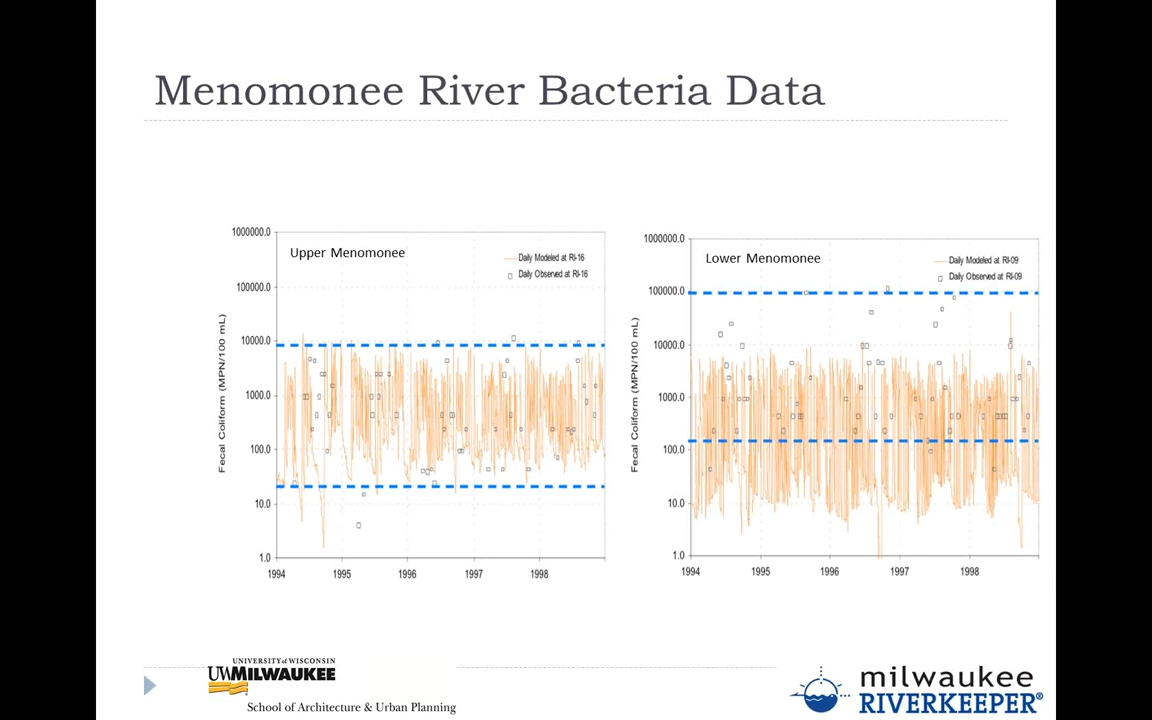 Menomonee River Bacteria Data
Upper Menomonee
Daily Modeled at RI-16
Daily Observed at RI-16
Fecal Coliform (MPN/100 mL)
1000000.0
100000.0
10000.0
1000.0
100.0
10.0
1.0
1994 1995 1996 1997 1998
Lower Menomonee
Daily Modeled at RI-09
Daily Observed at RI-09
Fecal Coliform (MPN/100 mL)
1000000.0
100000.0
10000.0
1000.0
100.0
10.0
1.0
1994 1995 1996 1997 1998
UNIVERSITY of WISCONSIN
UWMILWAUKEE
School of Architecture & Urban Planning
milwaukee
RIVERKEEPER®